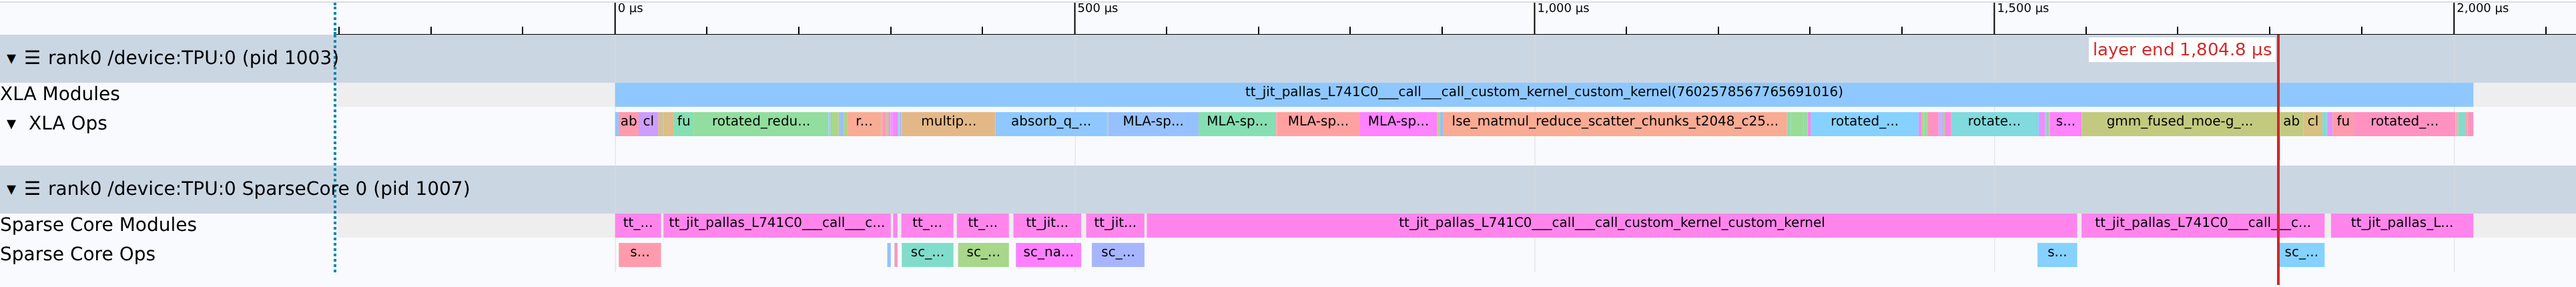 0 µs 500 µs 1,000 µs 1,500 µs 2,000 µs
layer end 1,804.8 µs
▼ ☰ rank0 /device:TPU:0 (pid 1003)
XLA Modules tt_jit_pallas_L741C0___call___call_custom_kernel_custom_kernel(7602578567765691016)
▼ XLA Ops ab cl fu rotated_redu... r... multip... absorb_q_... MLA-sp... MLA-sp... MLA-sp... MLA-sp... lse_matmul_reduce_scatter_chunks_t2048_c25... rotated_... rotate... s... gmm_fused_moe-g_... ab cl fu rotated_...
▼ ☰ rank0 /device:TPU:0 SparseCore 0 (pid 1007)
Sparse Core Modules tt_... tt_jit_pallas_L741C0___call___c... tt_... tt_... tt_jit... tt_jit... tt_jit_pallas_L741C0___call___call_custom_kernel_custom_kernel tt_jit_pallas_L741C0___call___c... tt_jit_pallas_L...
Sparse Core Ops s... sc_... sc_... sc_na... sc_... s... sc_...